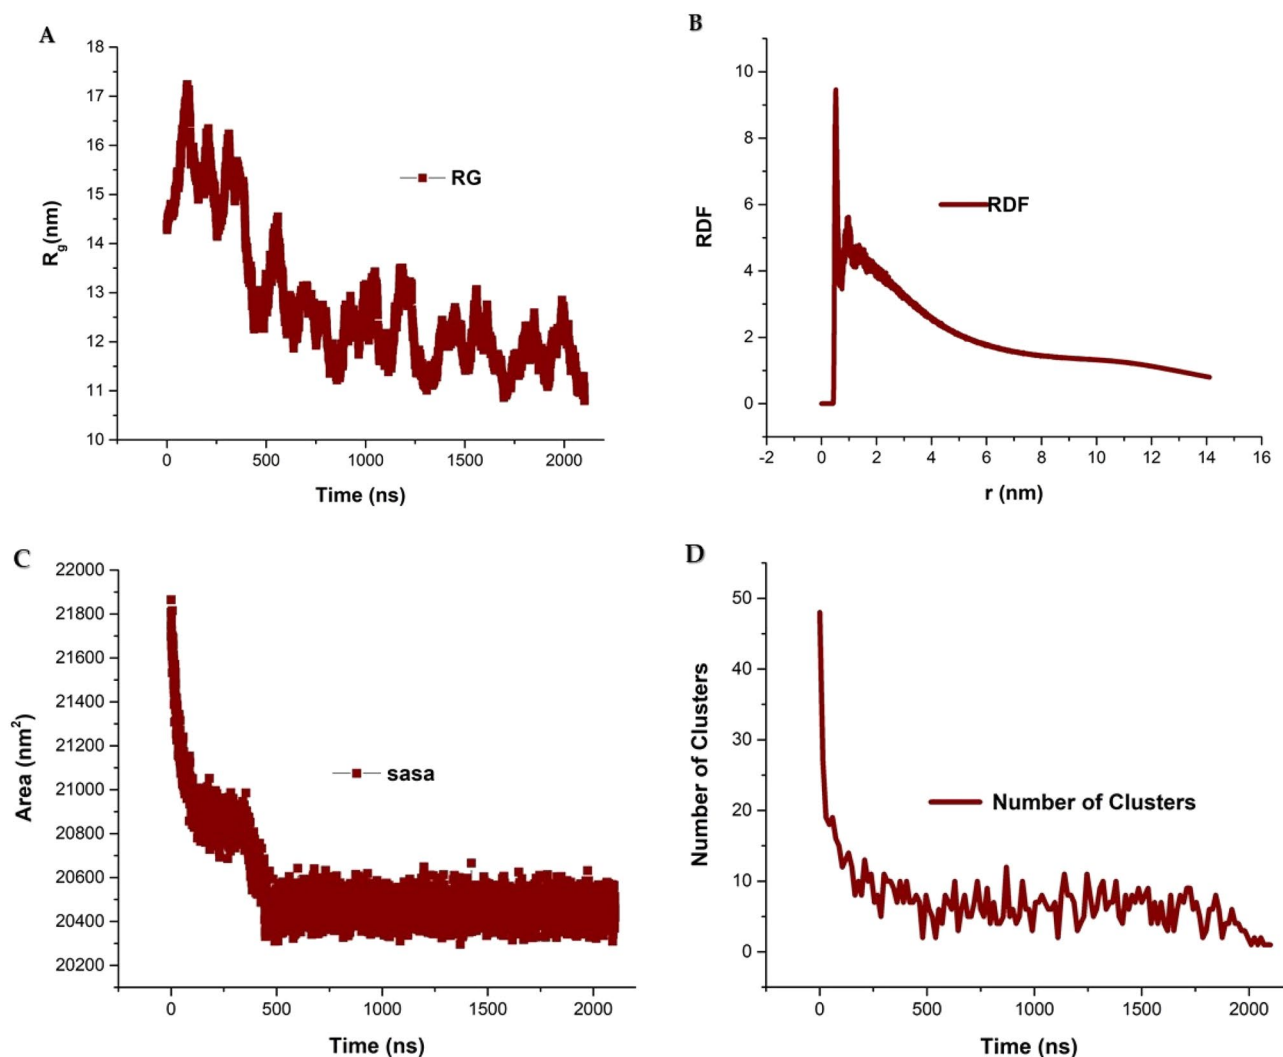 A
18
17
16
15
14
13
12
11
10
R_g(nm)
RG
0 500 1000 1500 2000
Time (ns)
B
10
8
6
4
2
0
RDF
RDF
-2 0 2 4 6 8 10 12 14 16
r (nm)
C
22000
21800
21600
21400
21200
21000
20800
20600
20400
20200
Area (nm²)
sasa
0 500 1000 1500 2000
Time (ns)
D
50
40
30
20
10
0
Number of Clusters
Number of Clusters
0 500 1000 1500 2000
Time (ns)